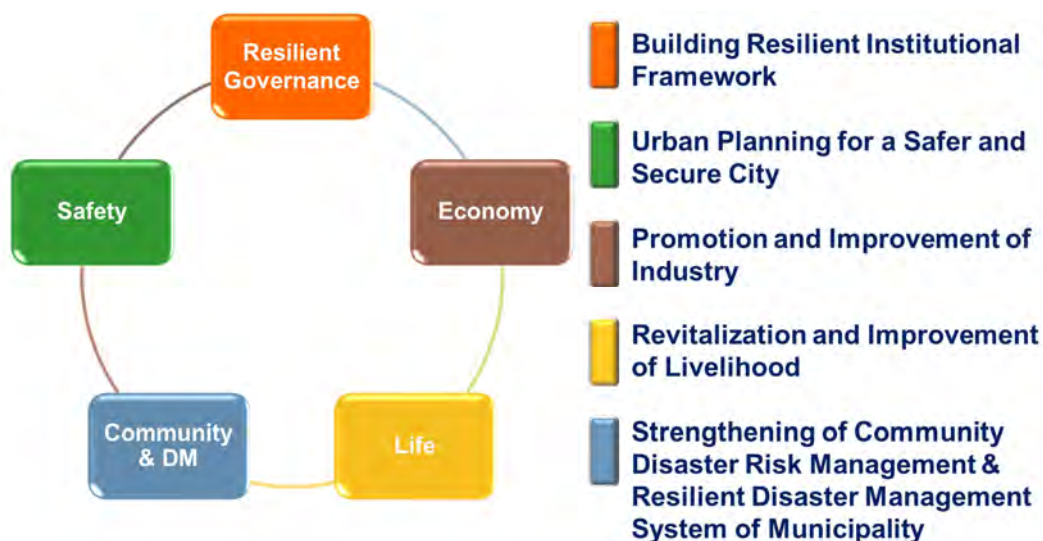 Resilient
Governance
Safety
Economy
Community
& DM
Life
Building Resilient Institutional
Framework
Urban Planning for a Safer and
Secure City
Promotion and Improvement of
Industry
Revitalization and Improvement
of Livelihood
Strengthening of Community
Disaster Risk Management &
Resilient Disaster Management
System of Municipality